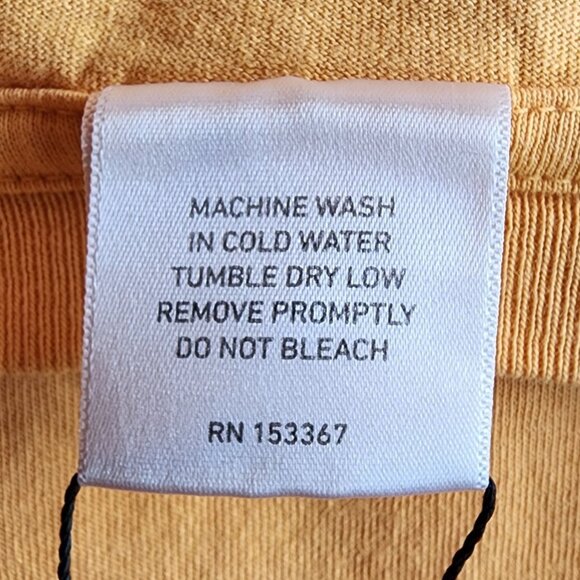 MACHINE WASH
IN COLD WATER
TUMBLE DRY LOW
REMOVE PROMPTLY
DO NOT BLEACH
RN 153367